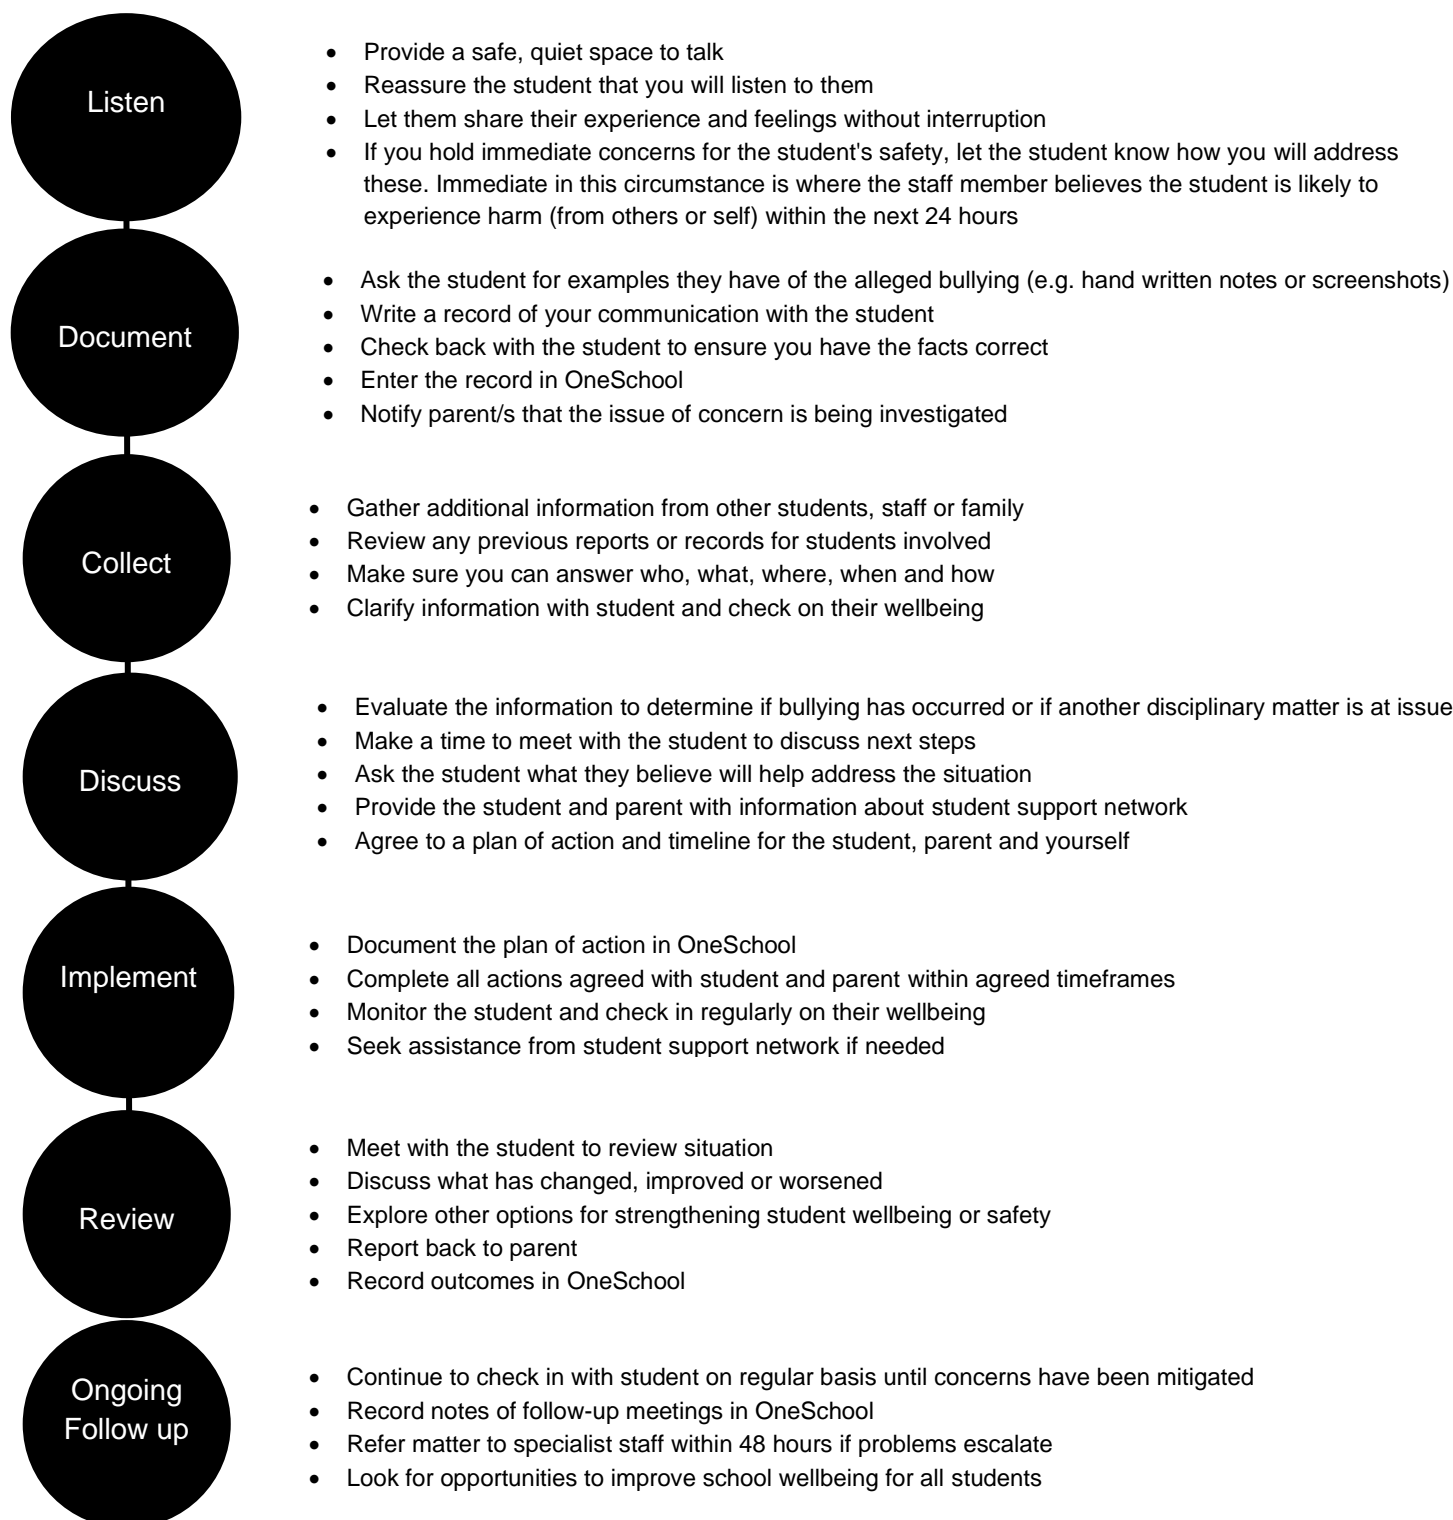 Listen
• Provide a safe, quiet space to talk
• Reassure the student that you will listen to them
• Let them share their experience and feelings without interruption
• If you hold immediate concerns for the student's safety, let the student know how you will address
these. Immediate in this circumstance is where the staff member believes the student is likely to
experience harm (from others or self) within the next 24 hours
Document
• Ask the student for examples they have of the alleged bullying (e.g. hand written notes or screenshots)
• Write a record of your communication with the student
• Check back with the student to ensure you have the facts correct
• Enter the record in OneSchool
• Notify parent/s that the issue of concern is being investigated
Collect
• Gather additional information from other students, staff or family
• Review any previous reports or records for students involved
• Make sure you can answer who, what, where, when and how
• Clarify information with student and check on their wellbeing
Discuss
• Evaluate the information to determine if bullying has occurred or if another disciplinary matter is at issue
• Make a time to meet with the student to discuss next steps
• Ask the student what they believe will help address the situation
• Provide the student and parent with information about student support network
• Agree to a plan of action and timeline for the student, parent and yourself
Implement
• Document the plan of action in OneSchool
• Complete all actions agreed with student and parent within agreed timeframes
• Monitor the student and check in regularly on their wellbeing
• Seek assistance from student support network if needed
Review
• Meet with the student to review situation
• Discuss what has changed, improved or worsened
• Explore other options for strengthening student wellbeing or safety
• Report back to parent
• Record outcomes in OneSchool
Ongoing
Follow up
• Continue to check in with student on regular basis until concerns have been mitigated
• Record notes of follow-up meetings in OneSchool
• Refer matter to specialist staff within 48 hours if problems escalate
• Look for opportunities to improve school wellbeing for all students